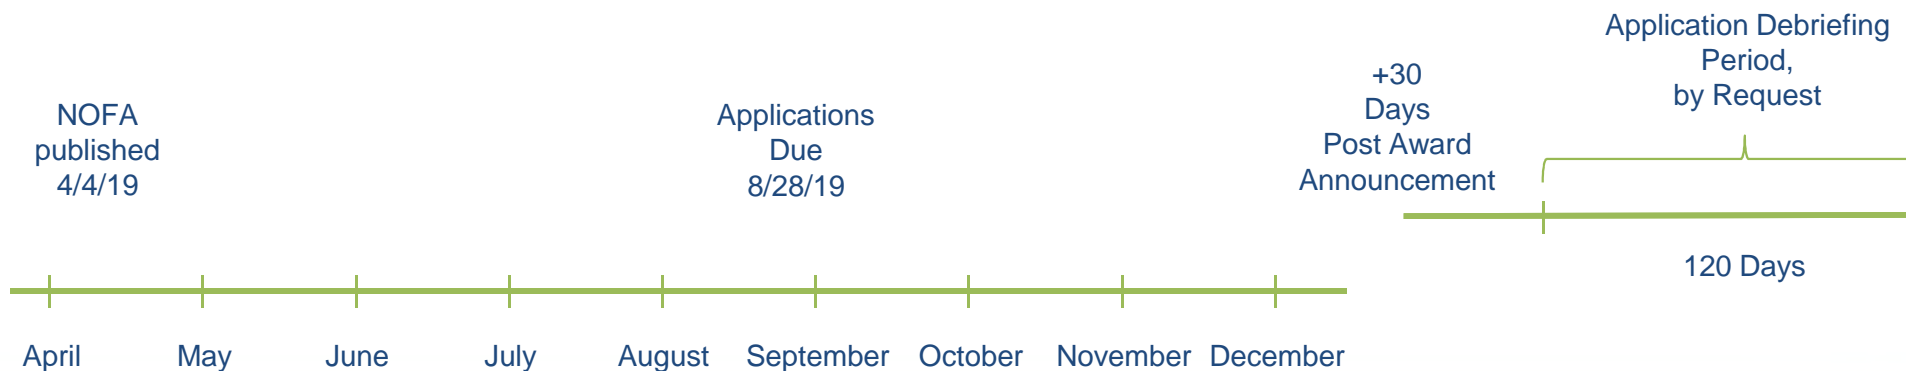 NOFA
published
4/4/19
Applications
Due
8/28/19
+30
Days
Post Award
Announcement
Application Debriefing
Period,
by Request
120 Days
April May June July August September October November December